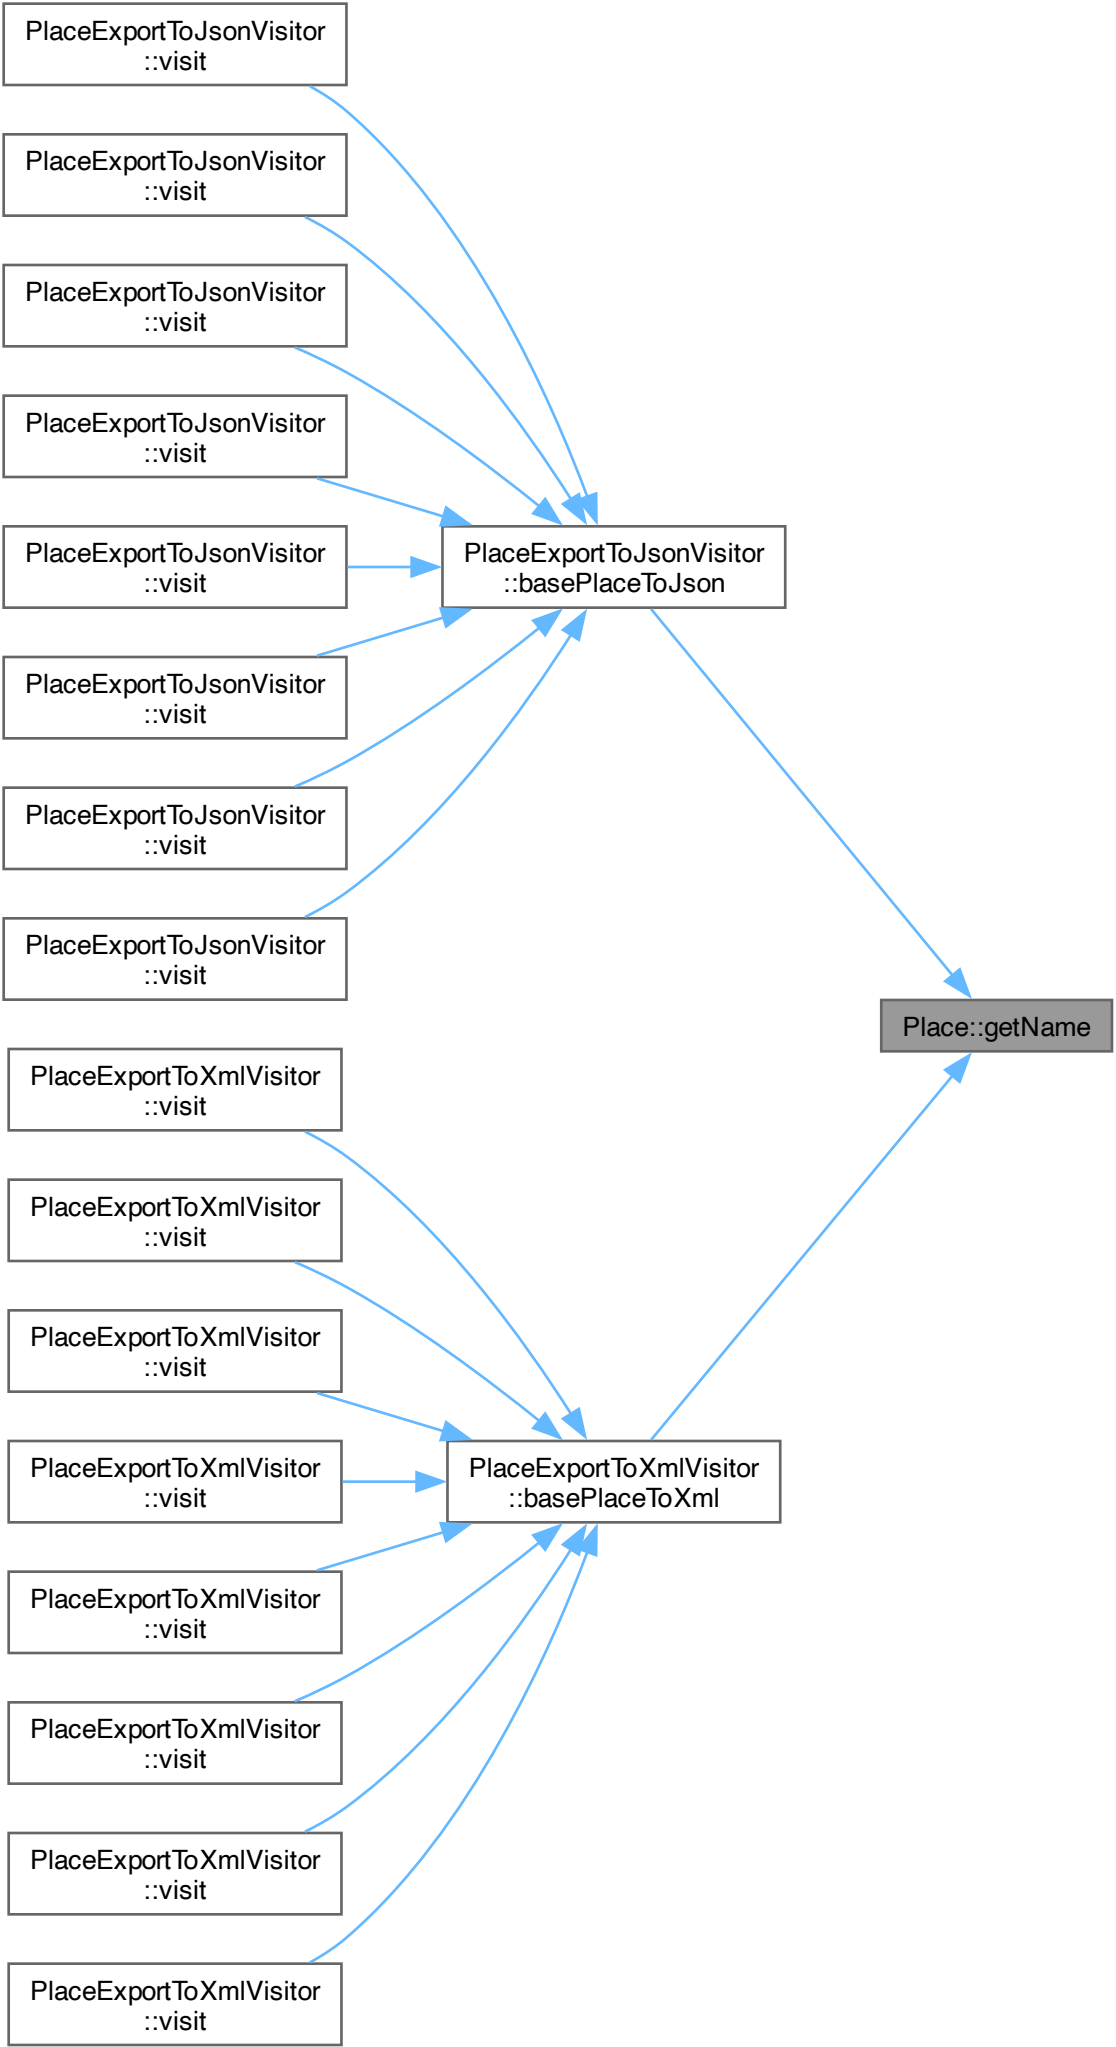 PlaceExportToJsonVisitor
::visit
PlaceExportToJsonVisitor
::visit
PlaceExportToJsonVisitor
::visit
PlaceExportToJsonVisitor
::visit
PlaceExportToJsonVisitor
::visit
PlaceExportToJsonVisitor
::visit
PlaceExportToJsonVisitor
::visit
PlaceExportToJsonVisitor
::visit
PlaceExportToJsonVisitor
::basePlaceToJson
Place::getName
PlaceExportToXmlVisitor
::visit
PlaceExportToXmlVisitor
::visit
PlaceExportToXmlVisitor
::visit
PlaceExportToXmlVisitor
::visit
PlaceExportToXmlVisitor
::visit
PlaceExportToXmlVisitor
::visit
PlaceExportToXmlVisitor
::visit
PlaceExportToXmlVisitor
::visit
PlaceExportToXmlVisitor
::basePlaceToXml